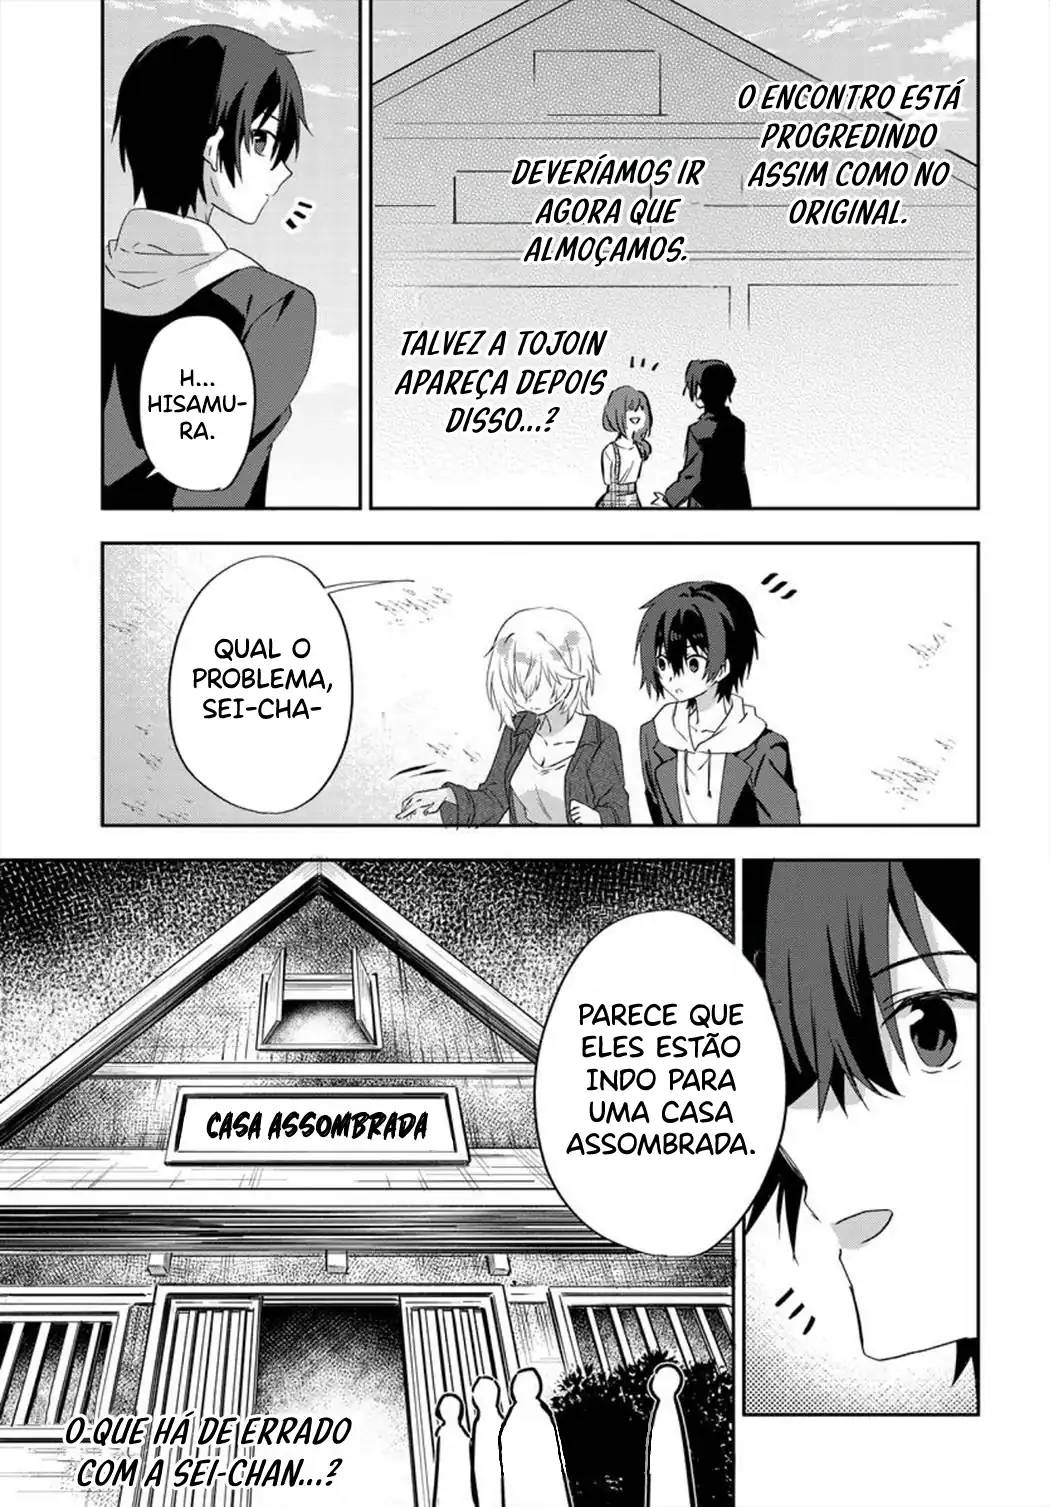 O ENCONTRO ESTÁ
PROGREDINDO
ASSIM COMO NO
ORIGINAL.
DEVERÍAMOS IR
AGORA QUE
ALMOÇAMOS.
TALVEZ A TOJOIN
APAREÇA DEPOIS
DISSO...?
H...
HISAMU-
RA.
QUAL O
PROBLEMA,
SEI-CHA-
PARECE QUE
ELES ESTÃO
INDO PARA
UMA CASA
ASSOMBRADA.
CASA ASSOMBRADA
O QUE HÁ DE ERRADO
COM A SEI-CHAN...?